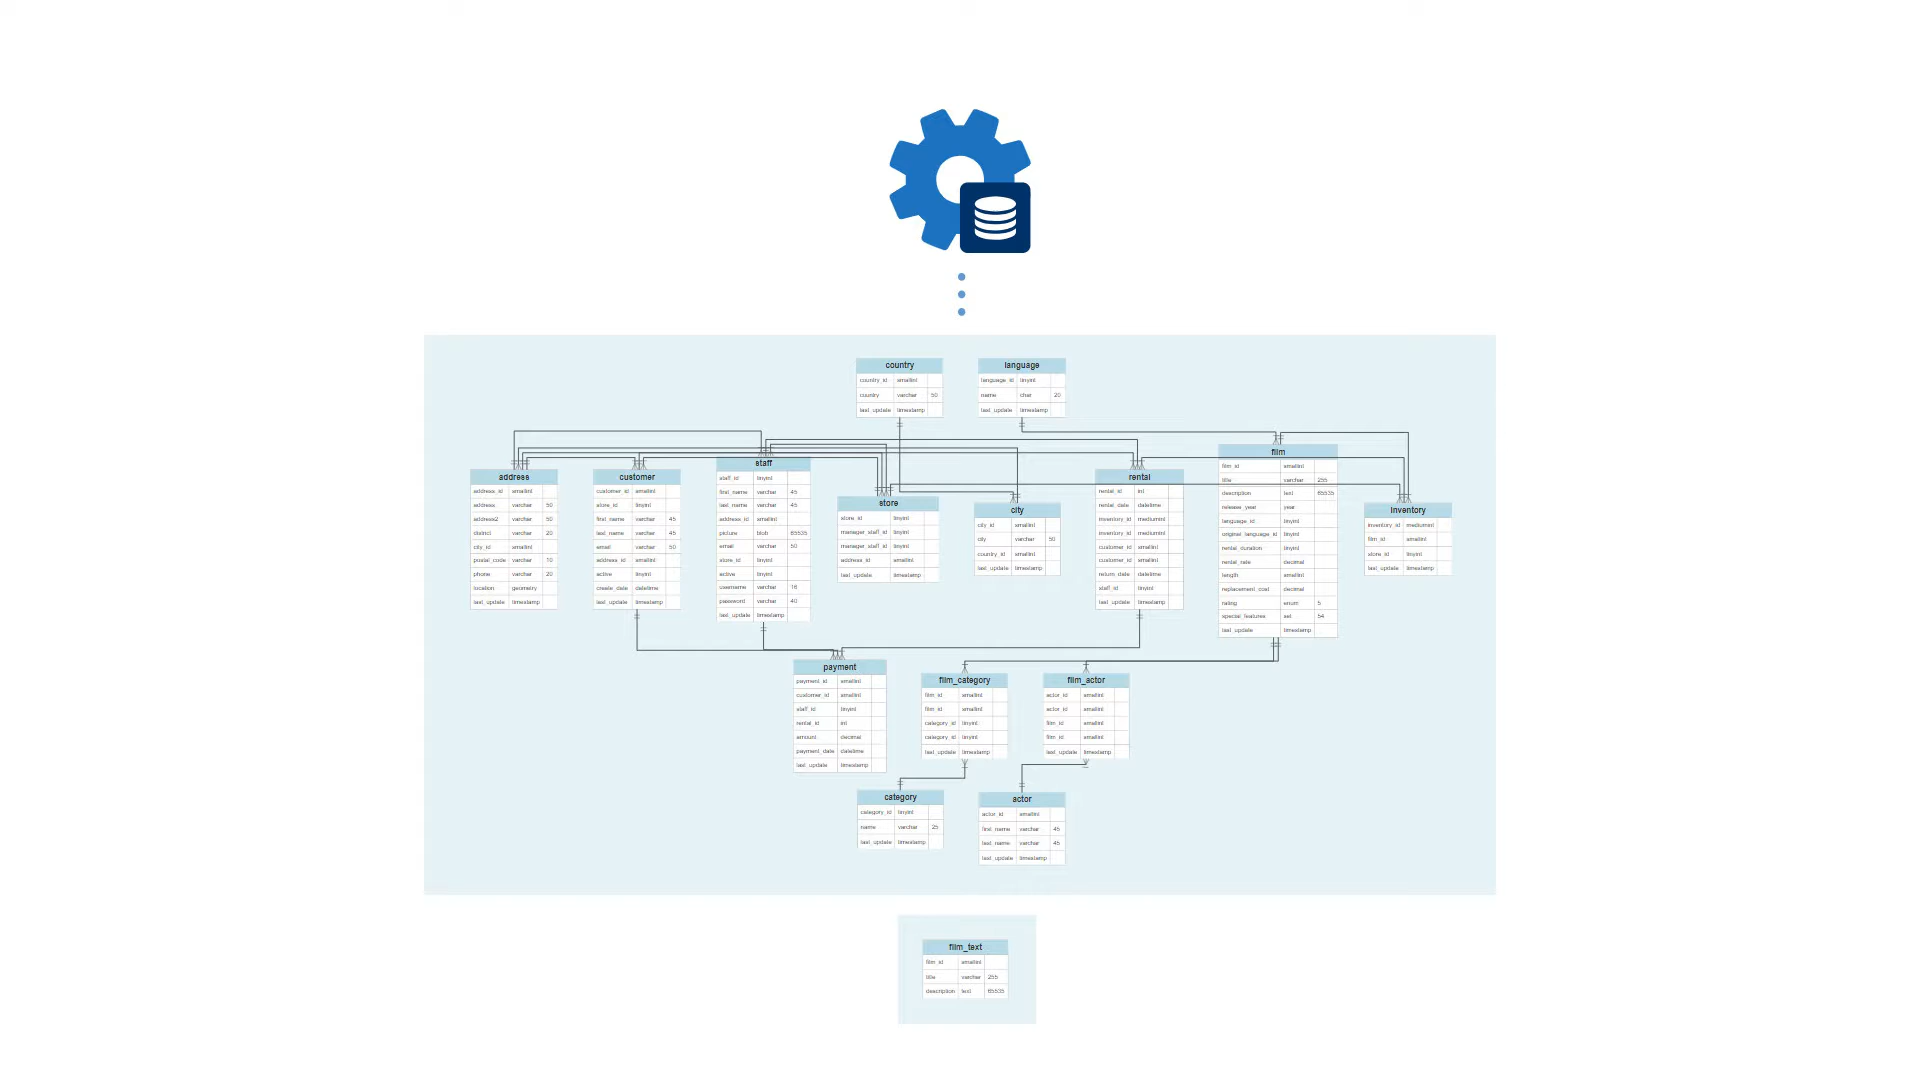 country
country_id smallint
country varchar 50
last_update timestamp
language
language_id tinyint
name char 20
last_update timestamp
address
address_id smallint
address varchar 50
address2 varchar 50
district varchar 20
city_id smallint
postal_code varchar 10
phone varchar 20
location geometry
last_update timestamp
customer
customer_id smallint
store_id tinyint
first_name varchar 45
last_name varchar 45
email varchar 50
address_id smallint
active tinyint
create_date datetime
last_update timestamp
staff
staff_id tinyint
first_name varchar 45
last_name varchar 45
address_id smallint
picture blob 65535
email varchar 50
store_id tinyint
active tinyint
username varchar 16
password varchar 40
last_update timestamp
store
store_id tinyint
manager_staff_id tinyint
manager_staff_id tinyint
address_id smallint
last_update timestamp
city
city_id smallint
city varchar 50
country_id smallint
last_update timestamp
rental
rental_id int
rental_date datetime
inventory_id mediumint
inventory_id mediumint
customer_id smallint
customer_id smallint
return_date datetime
staff_id tinyint
last_update timestamp
film
film_id smallint
title varchar 255
description text 65535
release_year year
language_id tinyint
original_language_id tinyint
rental_duration tinyint
rental_rate decimal
length smallint
replacement_cost decimal
rating enum 5
special_features set 54
last_update timestamp
inventory
inventory_id mediumint
film_id smallint
store_id tinyint
last_update timestamp
payment
payment_id smallint
customer_id smallint
staff_id tinyint
rental_id int
amount decimal
payment_date datetime
last_update timestamp
film_category
film_id smallint
film_id smallint
category_id tinyint
category_id tinyint
last_update timestamp
film_actor
actor_id smallint
actor_id smallint
film_id smallint
film_id smallint
last_update timestamp
category
category_id tinyint
name varchar 25
last_update timestamp
actor
actor_id smallint
first_name varchar 45
last_name varchar 45
last_update timestamp
film_text
film_id smallint
title varchar 255
description text 65535